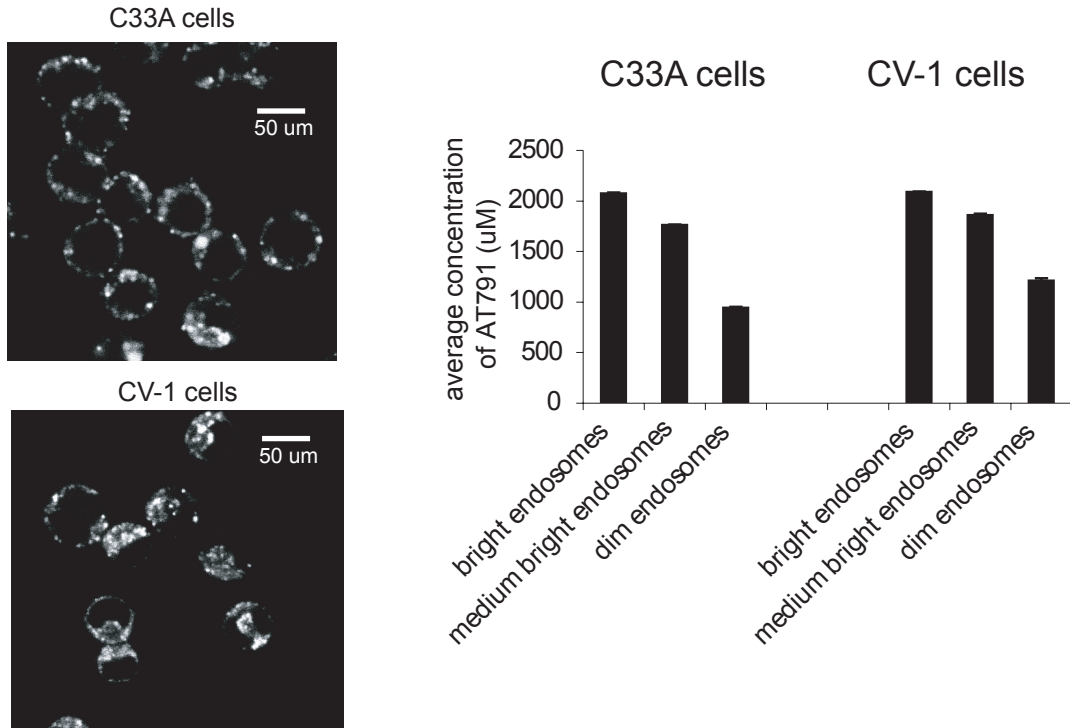 C33A cells
50 um
CV-1 cells
50 um
C33A cells
CV-1 cells
average concentration
of AT791 (uM)
2500
2000
1500
1000
500
0
bright endosomes
medium bright endosomes
dim endosomes
bright endosomes
medium bright endosomes
dim endosomes